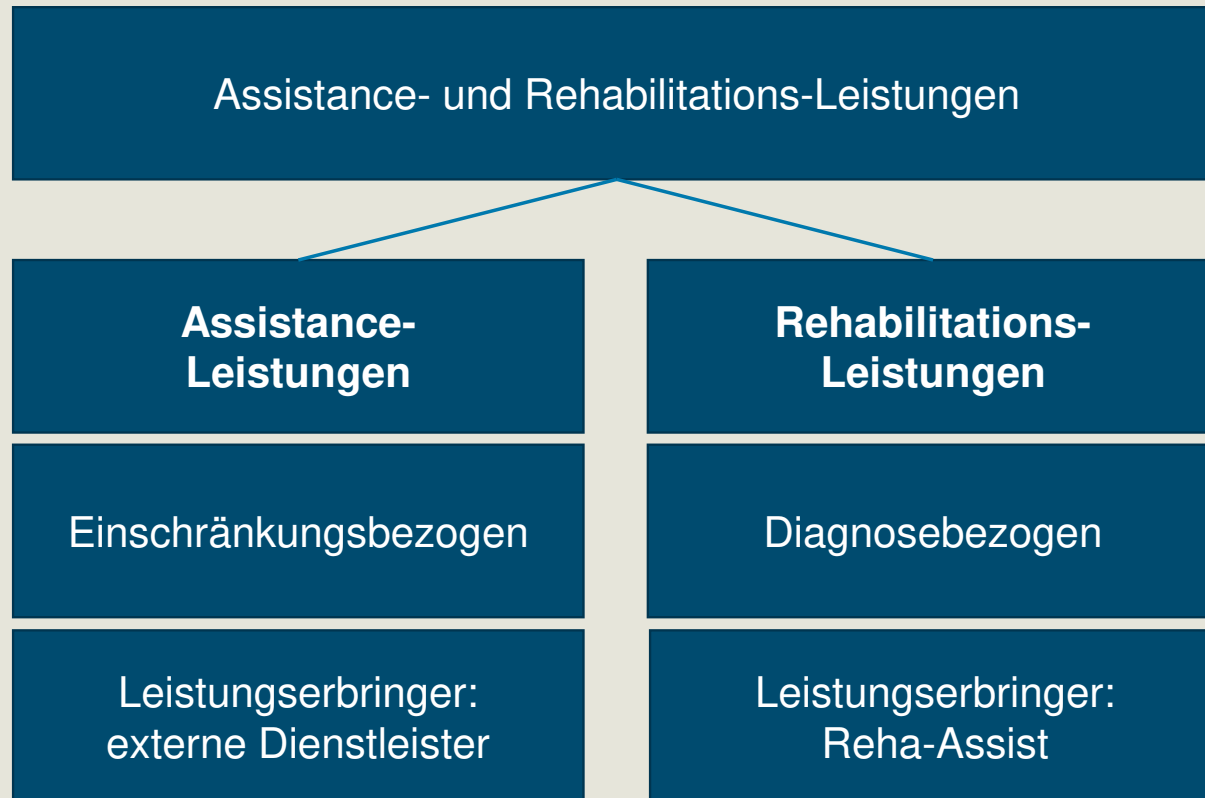 Assistance- und Rehabilitations-Leistungen
Assistance-
Leistungen
Rehabilitations-
Leistungen
Einschränkungsbezogen
Diagnosebezogen
Leistungserbringer:
externe Dienstleister
Leistungserbringer:
Reha-Assist